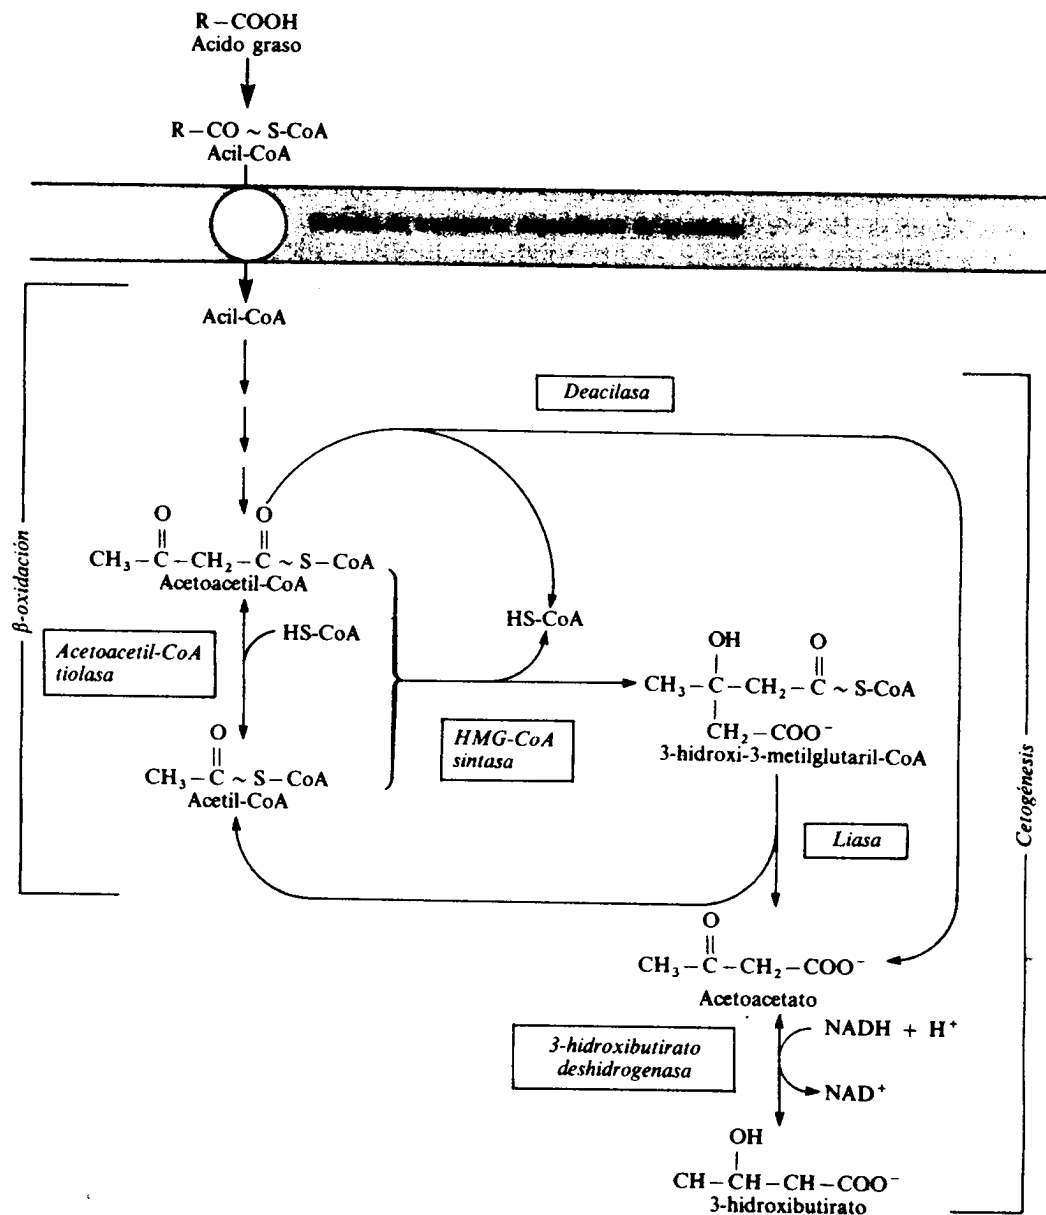 R–COOH
Acido graso
R–CO ~ S-CoA
Acil-CoA
Acil-CoA
Deacilasa
β-oxidación
O O
CH₃–C–CH₂–C ~ S–CoA
Acetoacetil-CoA
HS-CoA
HS-CoA
Acetoacetil-CoA
tiolasa
OH O
CH₃–C–CH₂–C ~ S-CoA
CH₂–COO⁻
3-hidroxi-3-metilglutaril-CoA
HMG-CoA
sintasa
O
CH₃–C ~ S–CoA
Acetil-CoA
Liasa
Cetogénesis
O
CH₃–C–CH₂–COO⁻
Acetoacetato
NADH + H⁺
3-hidroxibutirato
deshidrogenasa
NAD⁺
OH
CH–CH–CH–COO⁻
3-hidroxibutirato